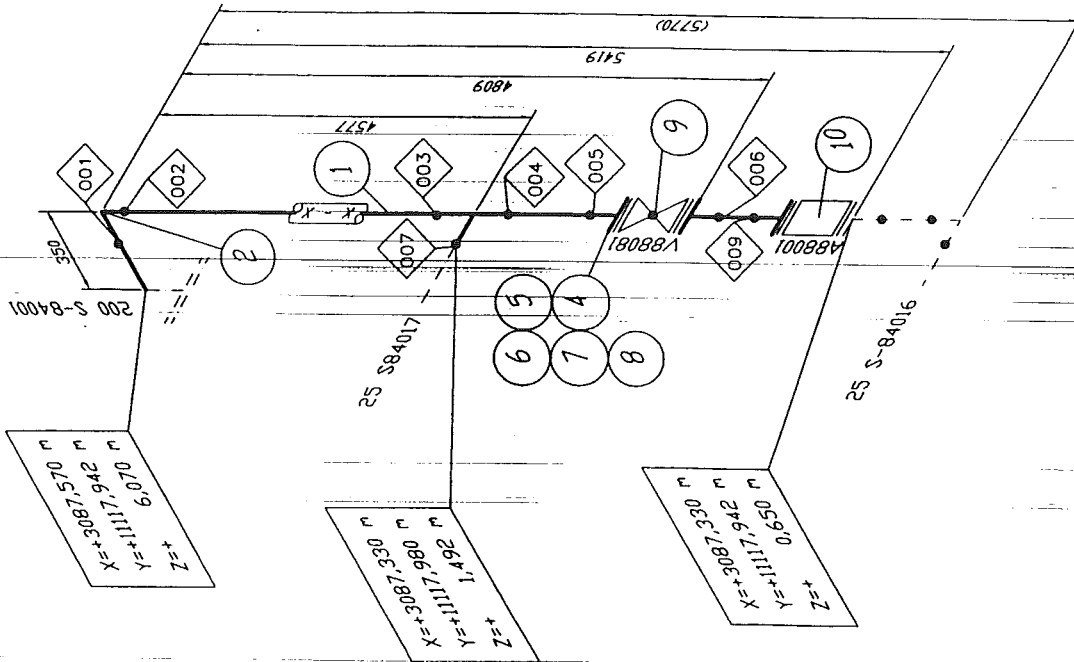 (5770)
5419
4809
4577
001
002
350
003
1
004
005
9
006
10
2
007
009
V88081
A88001
200 S-84001
25 S84017
5
4
6
7
8
25 S-84016
X=+3087,570 m
Y=+11117,942 m
Z=+ 6,070 m
X=+3087,330 m
Y=+11117,980 m
Z=+ 1,492 m
X=+3087,330 m
Y=+11117,942 m
Z=+ 0,650 m
X - X